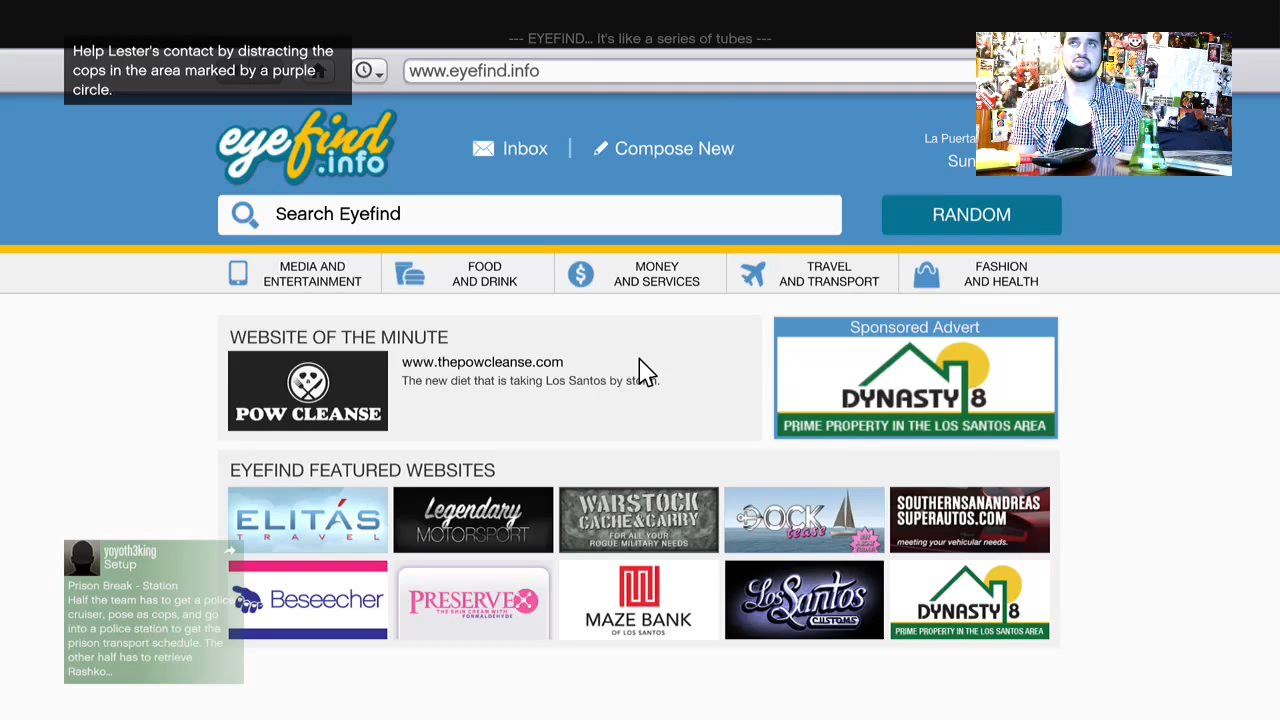 --- EYEFIND... It's like a series of tubes ---
Help Lester's contact by distracting the
cops in the area marked by a purple
circle.
www.eyefind.info
eyefind
.info
Inbox
Compose New
La Puerta
Sun
Search Eyefind
RANDOM
MEDIA AND
ENTERTAINMENT
FOOD
AND DRINK
MONEY
AND SERVICES
TRAVEL
AND TRANSPORT
FASHION
AND HEALTH
WEBSITE OF THE MINUTE
POW CLEANSE
www.thepowcleanse.com
The new diet that is taking Los Santos by storm.
Sponsored Advert
DYNASTY 8
PRIME PROPERTY IN THE LOS SANTOS AREA
EYEFIND FEATURED WEBSITES
ELITÁS
TRAVEL
Legendary
MOTORSPORT
WARSTOCK
CACHE & CARRY
FOR ALL YOUR
ROGUE MILITARY NEEDS
DOCK
tease
SOUTHERNSANANDREAS
SUPERAUTOS.COM
meeting your vehicular needs.
BESEECHER
PRESERVEX
THE SKIN CREAM WITH
FORMALDEHYDE
MAZE BANK
OF LOS SANTOS
Los Santos
CUSTOMS
DYNASTY 8
PRIME PROPERTY IN THE LOS SANTOS AREA
yoyoth3king
Setup
Prison Break - Station
Half the team has to get a police
cruiser, pose as cops, and go
into a police station to get the
prison transport schedule. The
other half has to retrieve
Rashko...